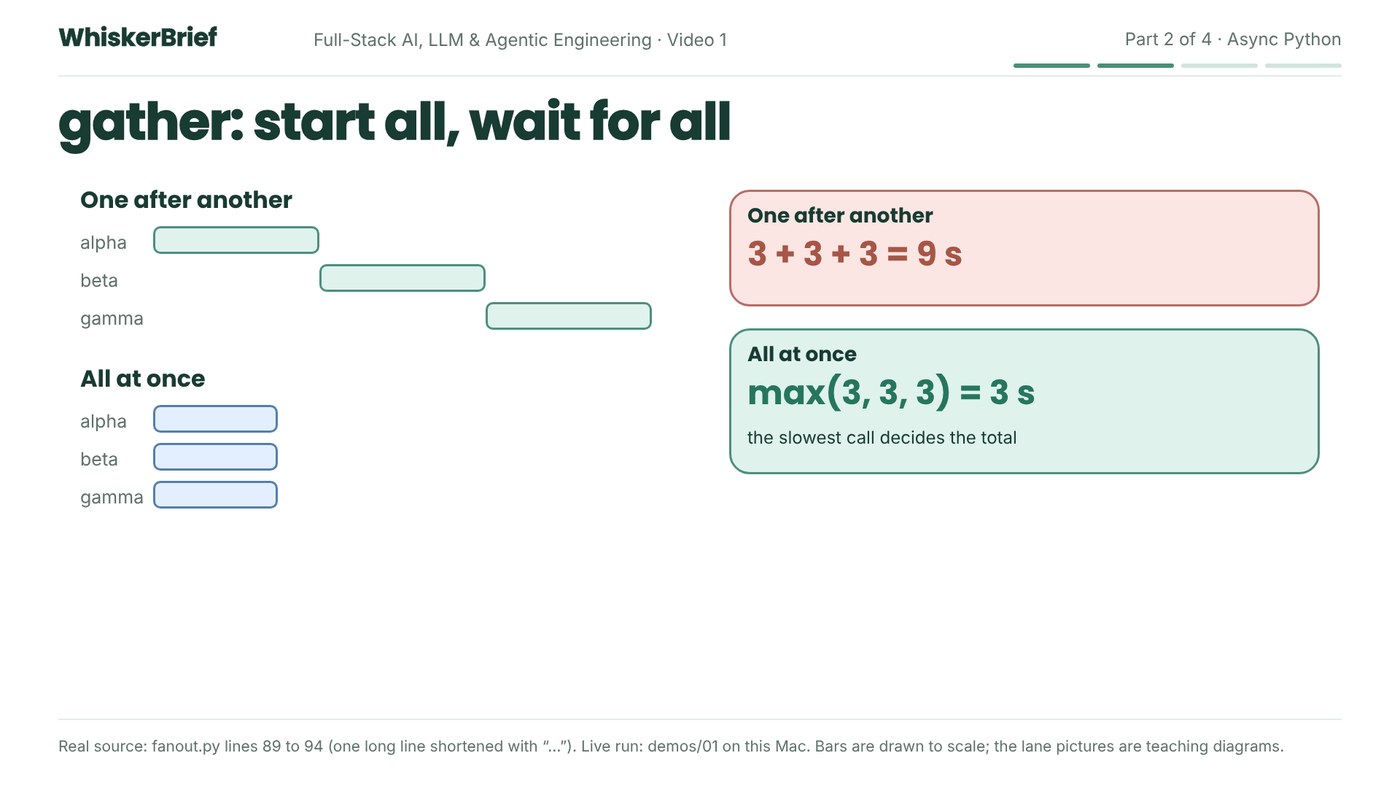 WhiskerBrief
Full-Stack AI, LLM & Agentic Engineering · Video 1
Part 2 of 4 · Async Python
gather: start all, wait for all
One after another
alpha
beta
gamma
All at once
alpha
beta
gamma
One after another
3 + 3 + 3 = 9 s
All at once
max(3, 3, 3) = 3 s
the slowest call decides the total
Real source: fanout.py lines 89 to 94 (one long line shortened with “…”). Live run: demos/01 on this Mac. Bars are drawn to scale; the lane pictures are teaching diagrams.